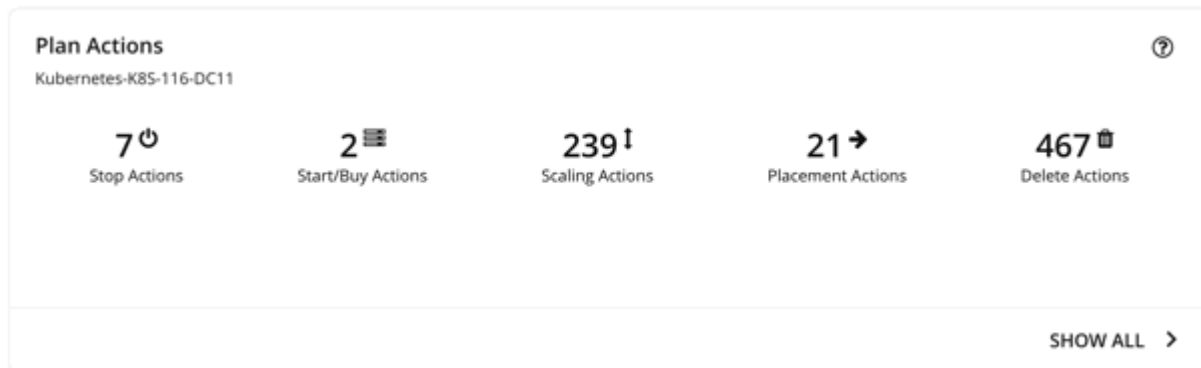 Plan Actions
Kubernetes-K8S-116-DC11
7
2
239
21
467
Stop Actions
Start/Buy Actions
Scaling Actions
Placement Actions
Delete Actions
SHOW ALL